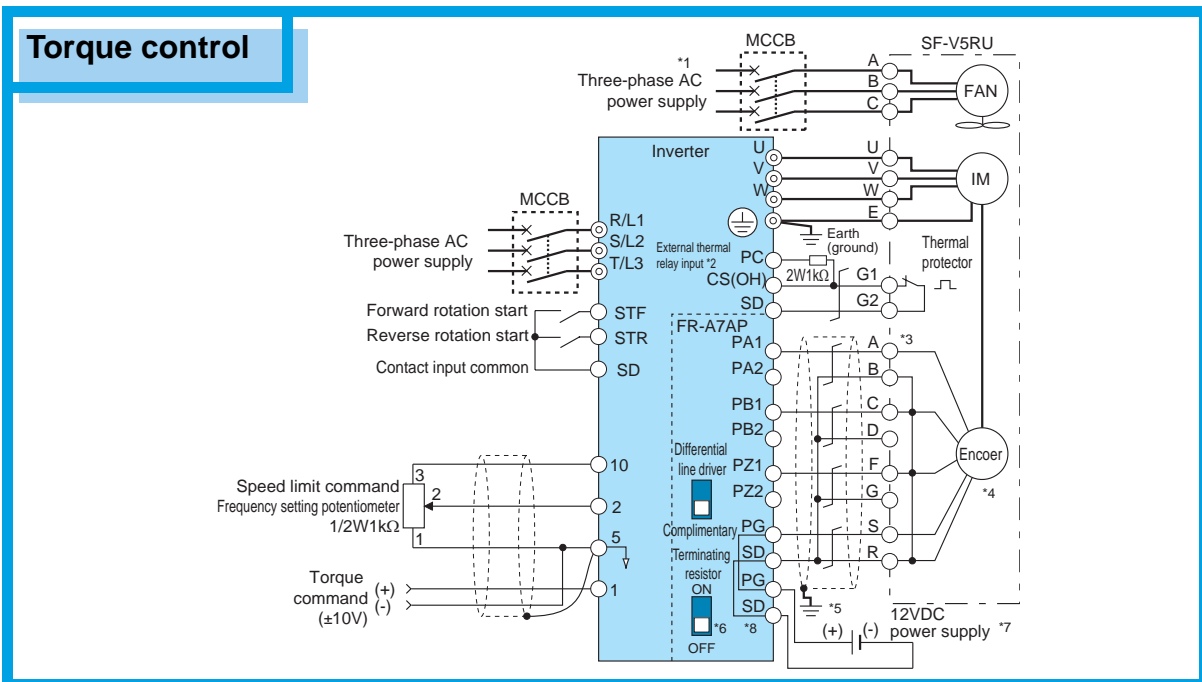 Torque control
MCCB
SF-V5RU
*1
Three-phase AC
power supply
A
B
C
FAN
Inverter
U
V
W
U
V
W
E
IM
MCCB
R/L1
S/L2
T/L3
Three-phase AC
power supply
Earth
(ground)
External thermal
relay input *2
PC
CS(OH)
SD
2W1kΩ
G1
G2
Thermal
protector
Forward rotation start
Reverse rotation start
Contact input common
STF
STR
SD
FR-A7AP
PA1
PA2
PB1
PB2
PZ1
PZ2
PG
SD
PG
SD
A
*3
B
C
D
F
G
S
R
Encoer
*4
Differential
line driver
Complimentary
Terminating
resistor
ON
*6
OFF
*8
Speed limit command
Frequency setting potentiometer
1/2W1kΩ
3
2
1
10
2
5
1
Torque
command
(±10V)
(+)
(-)
*5
12VDC
power supply *7
(+)
(-)